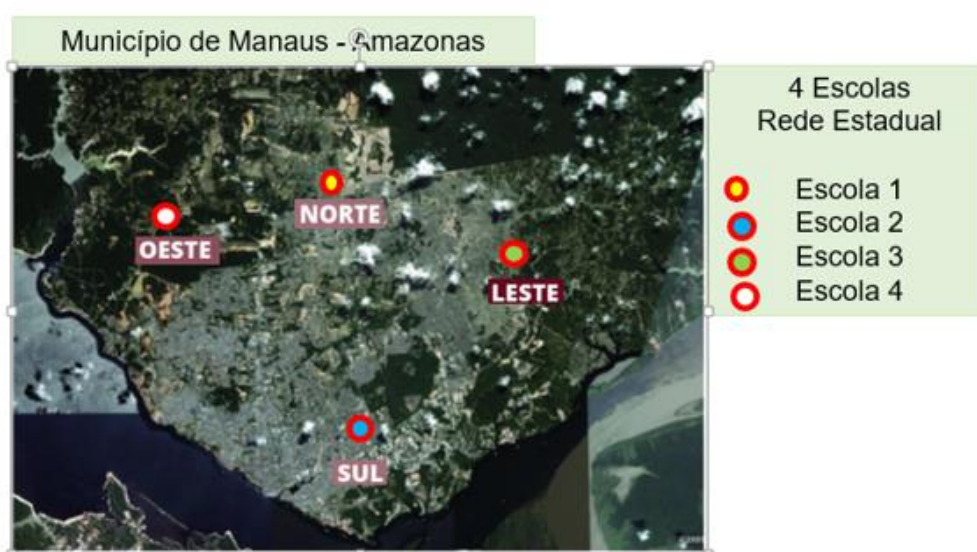 Município de Manaus - Amazonas
4 Escolas
Rede Estadual
NORTE
OESTE
LESTE
SUL
Escola 1
Escola 2
Escola 3
Escola 4